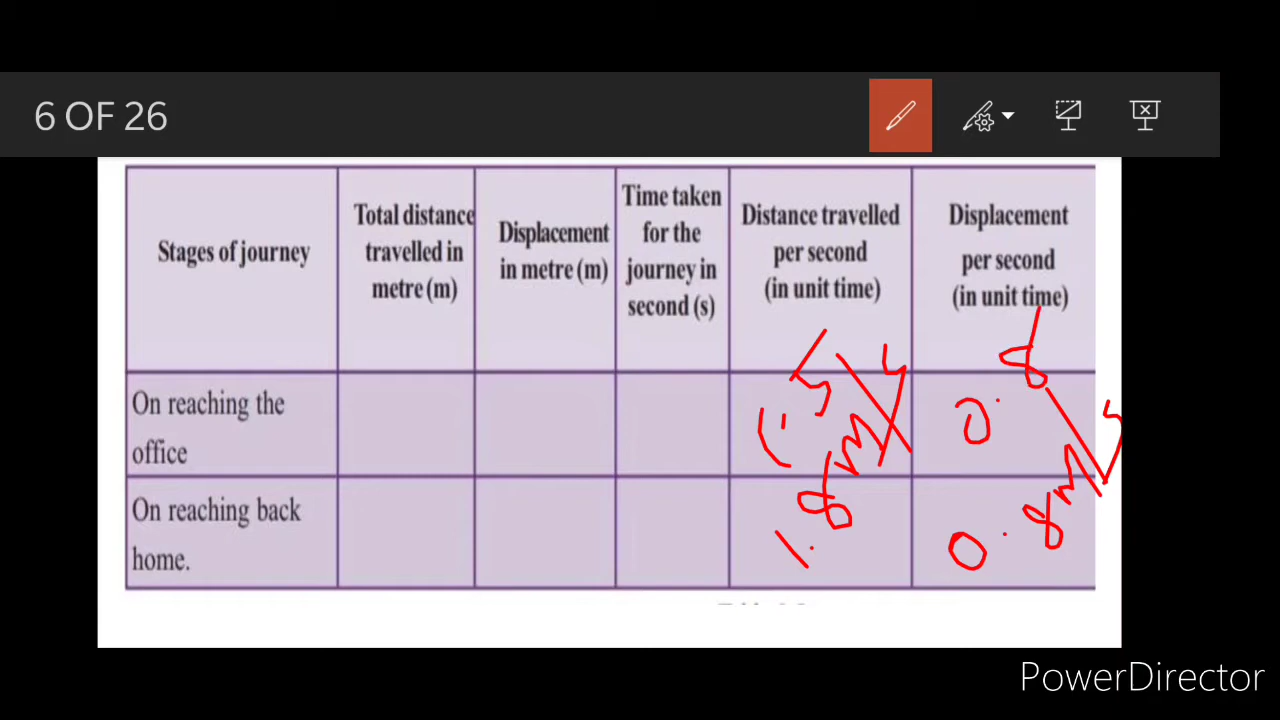 6 OF 26
Stages of journey
Total distance
travelled in
metre (m)
Displacement
in metre (m)
Time taken
for the
journey in
second (s)
Distance travelled
per second
(in unit time)
Displacement
per second
(in unit time)
On reaching the
office
1.5 m/s
0.8 m/s
On reaching back
home.
1.8
0.8
PowerDirector